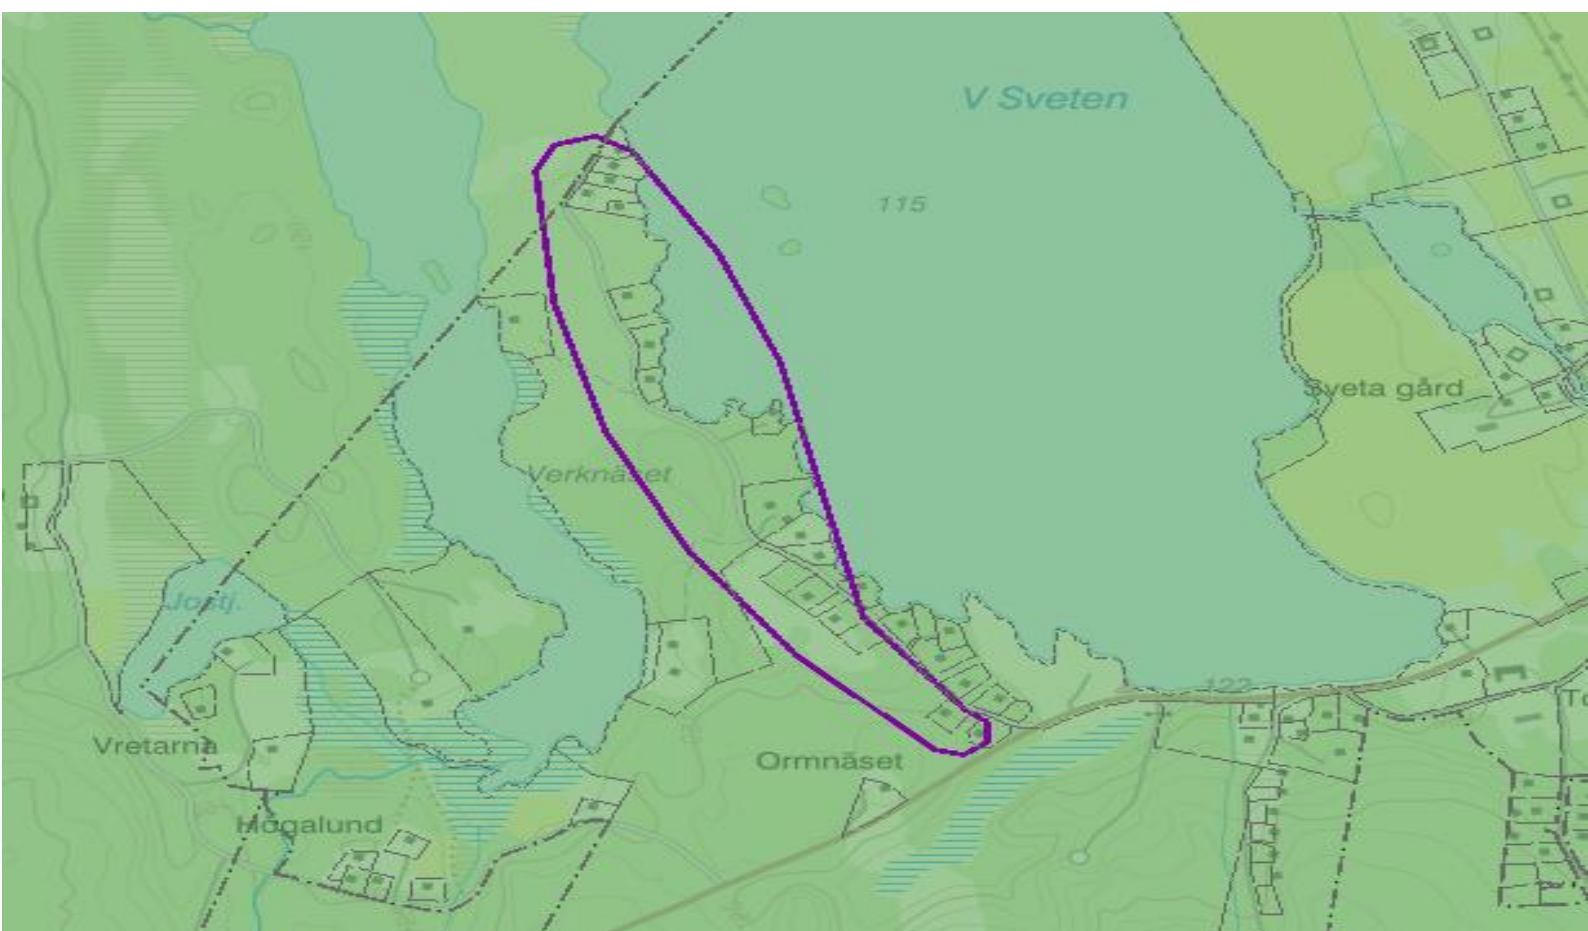 V Sveten
115
Sveta gård
Verknäset
Jostj.
122
Vretarna
Ormnäset
Högalund